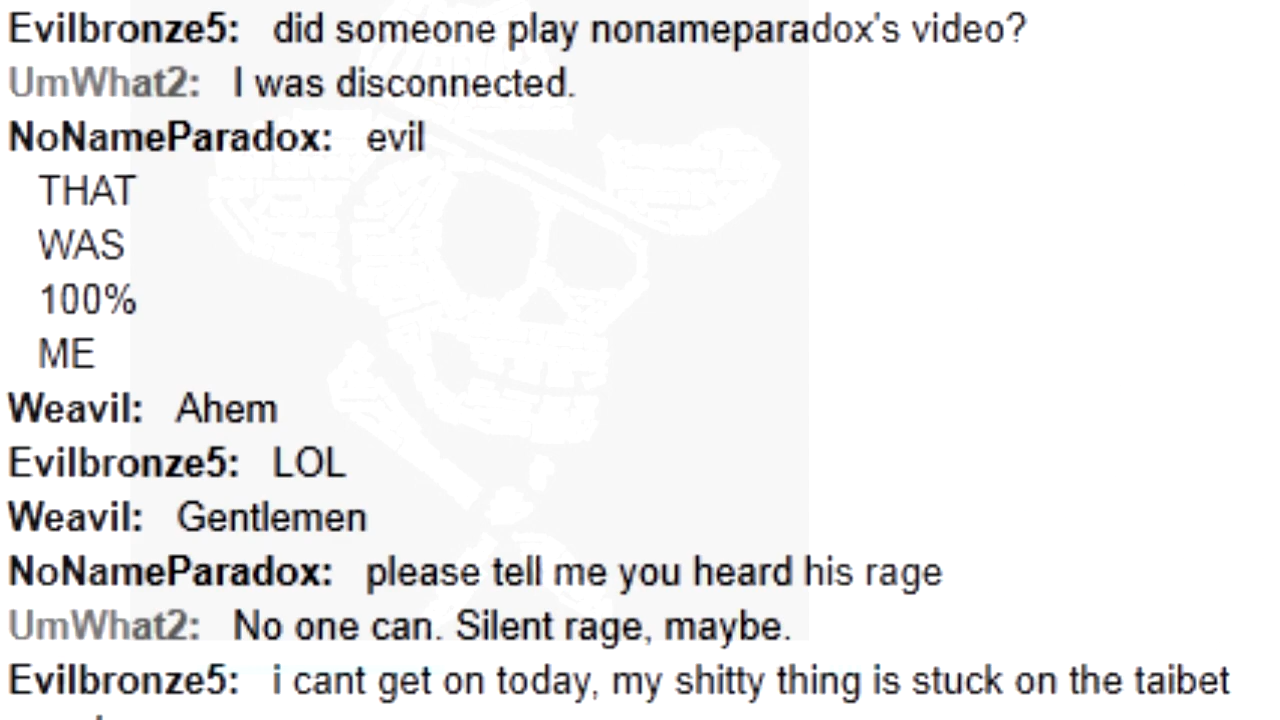 Evilbronze5: did someone play nonameparadox's video?
UmWhat2: I was disconnected.
NoNameParadox: evil
THAT
WAS
100%
ME
Weavil: Ahem
Evilbronze5: LOL
Weavil: Gentlemen
NoNameParadox: please tell me you heard his rage
UmWhat2: No one can. Silent rage, maybe.
Evilbronze5: i cant get on today, my shitty thing is stuck on the taibet